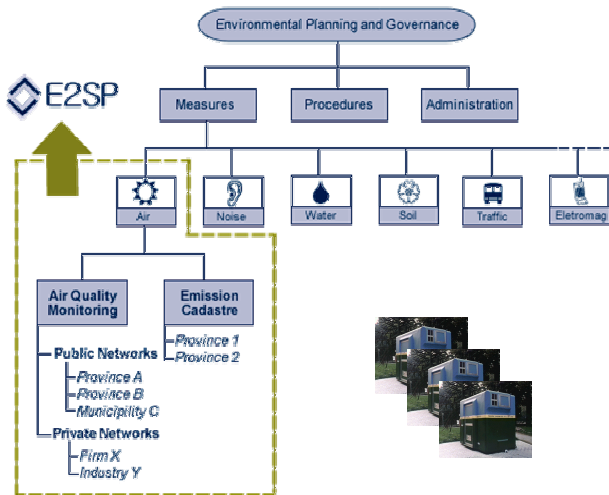 Environmental Planning and Governance
E2SP
Measures
Procedures
Administration
Air
Noise
Water
Soil
Traffic
Eletromag
Air Quality
Monitoring
Emission
Cadastre
Public Networks
Province A
Province B
Municipility C
Private Networks
Firm X
Industry Y
Province 1
Province 2